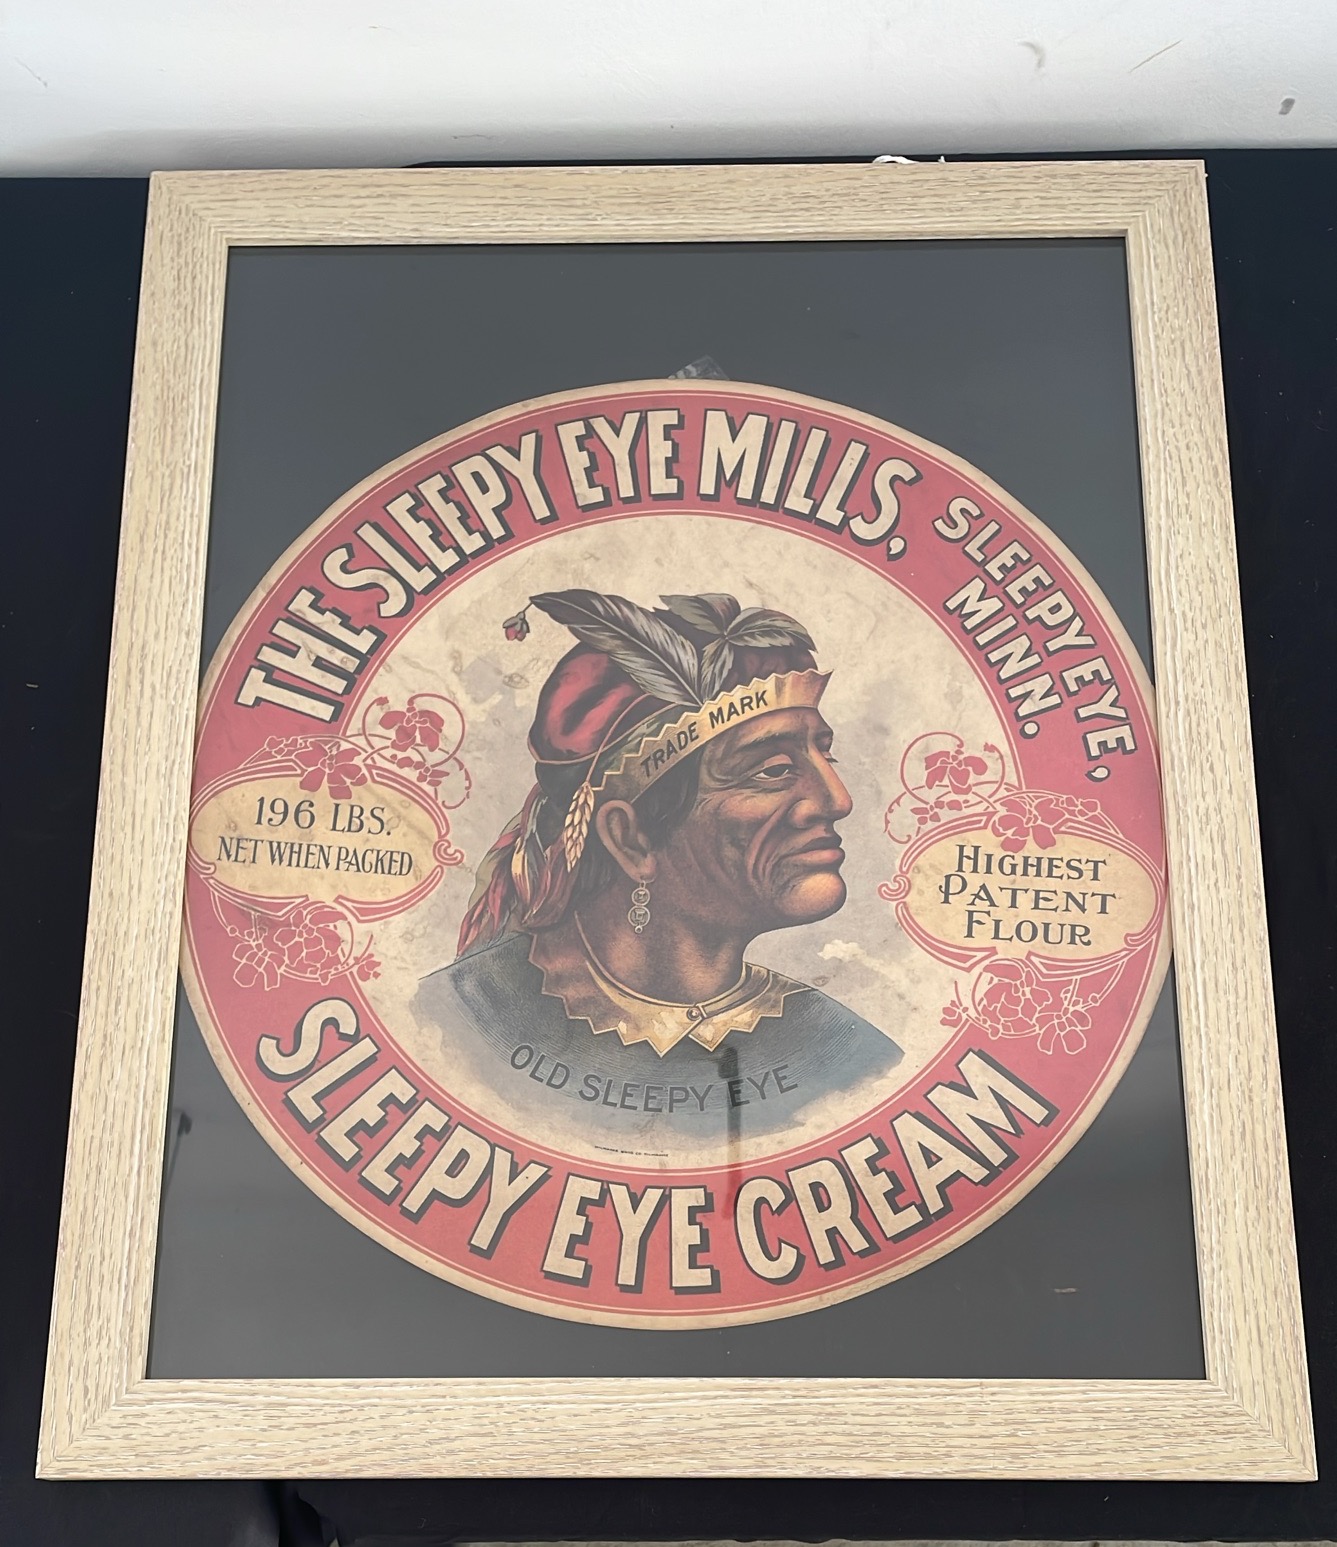 THE SLEEPY EYE MILLS,
SLEEPY EYE,
MINN.
TRADE MARK
196 LBS.
NET WHEN PACKED
HIGHEST
PATENT
FLOUR
OLD SLEEPY EYE
SLEEPY EYE CREAM